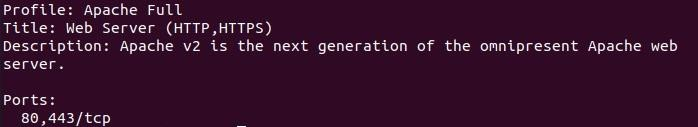 Profile: Apache Full
Title: Web Server (HTTP,HTTPS)
Description: Apache v2 is the next generation of the omnipresent Apache web
server.
Ports:
80,443/tcp